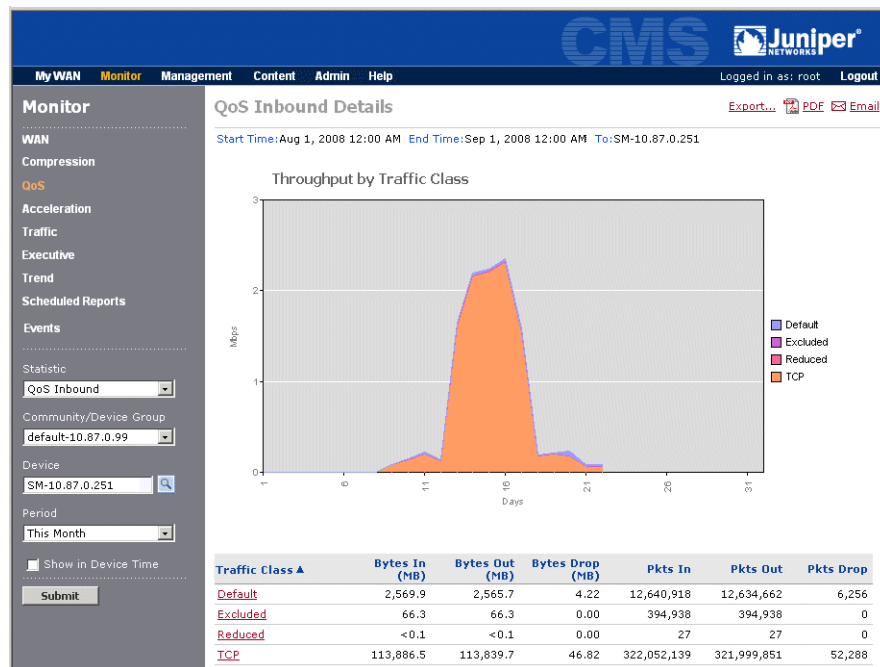 CMS
Juniper®
NETWORKS
My WAN Monitor Management Content Admin Help Logged in as: root Logout
Monitor
WAN
Compression
QoS
Acceleration
Traffic
Executive
Trend
Scheduled Reports
Events
Statistic
QoS Inbound
Community/Device Group
default-10.87.0.99
Device
SM-10.87.0.251
Period
This Month
Show in Device Time
Submit
QoS Inbound Details
Export... PDF Email
Start Time:Aug 1, 2008 12:00 AM End Time:Sep 1, 2008 12:00 AM To:SM-10.87.0.251
Throughput by Traffic Class
3
2
1
0
Mbps
1 6 11 16 21 26 31
Days
Default
Excluded
Reduced
TCP
Traffic Class Bytes In (MB) Bytes Out (MB) Bytes Drop (MB) Pkts In Pkts Out Pkts Drop
Default 2,569.9 2,565.7 4.22 12,640,918 12,634,662 6,256
Excluded 66.3 66.3 0.00 394,938 394,938 0
Reduced <0.1 <0.1 0.00 27 27 0
TCP 113,886.5 113,839.7 46.82 322,052,139 321,999,851 52,288